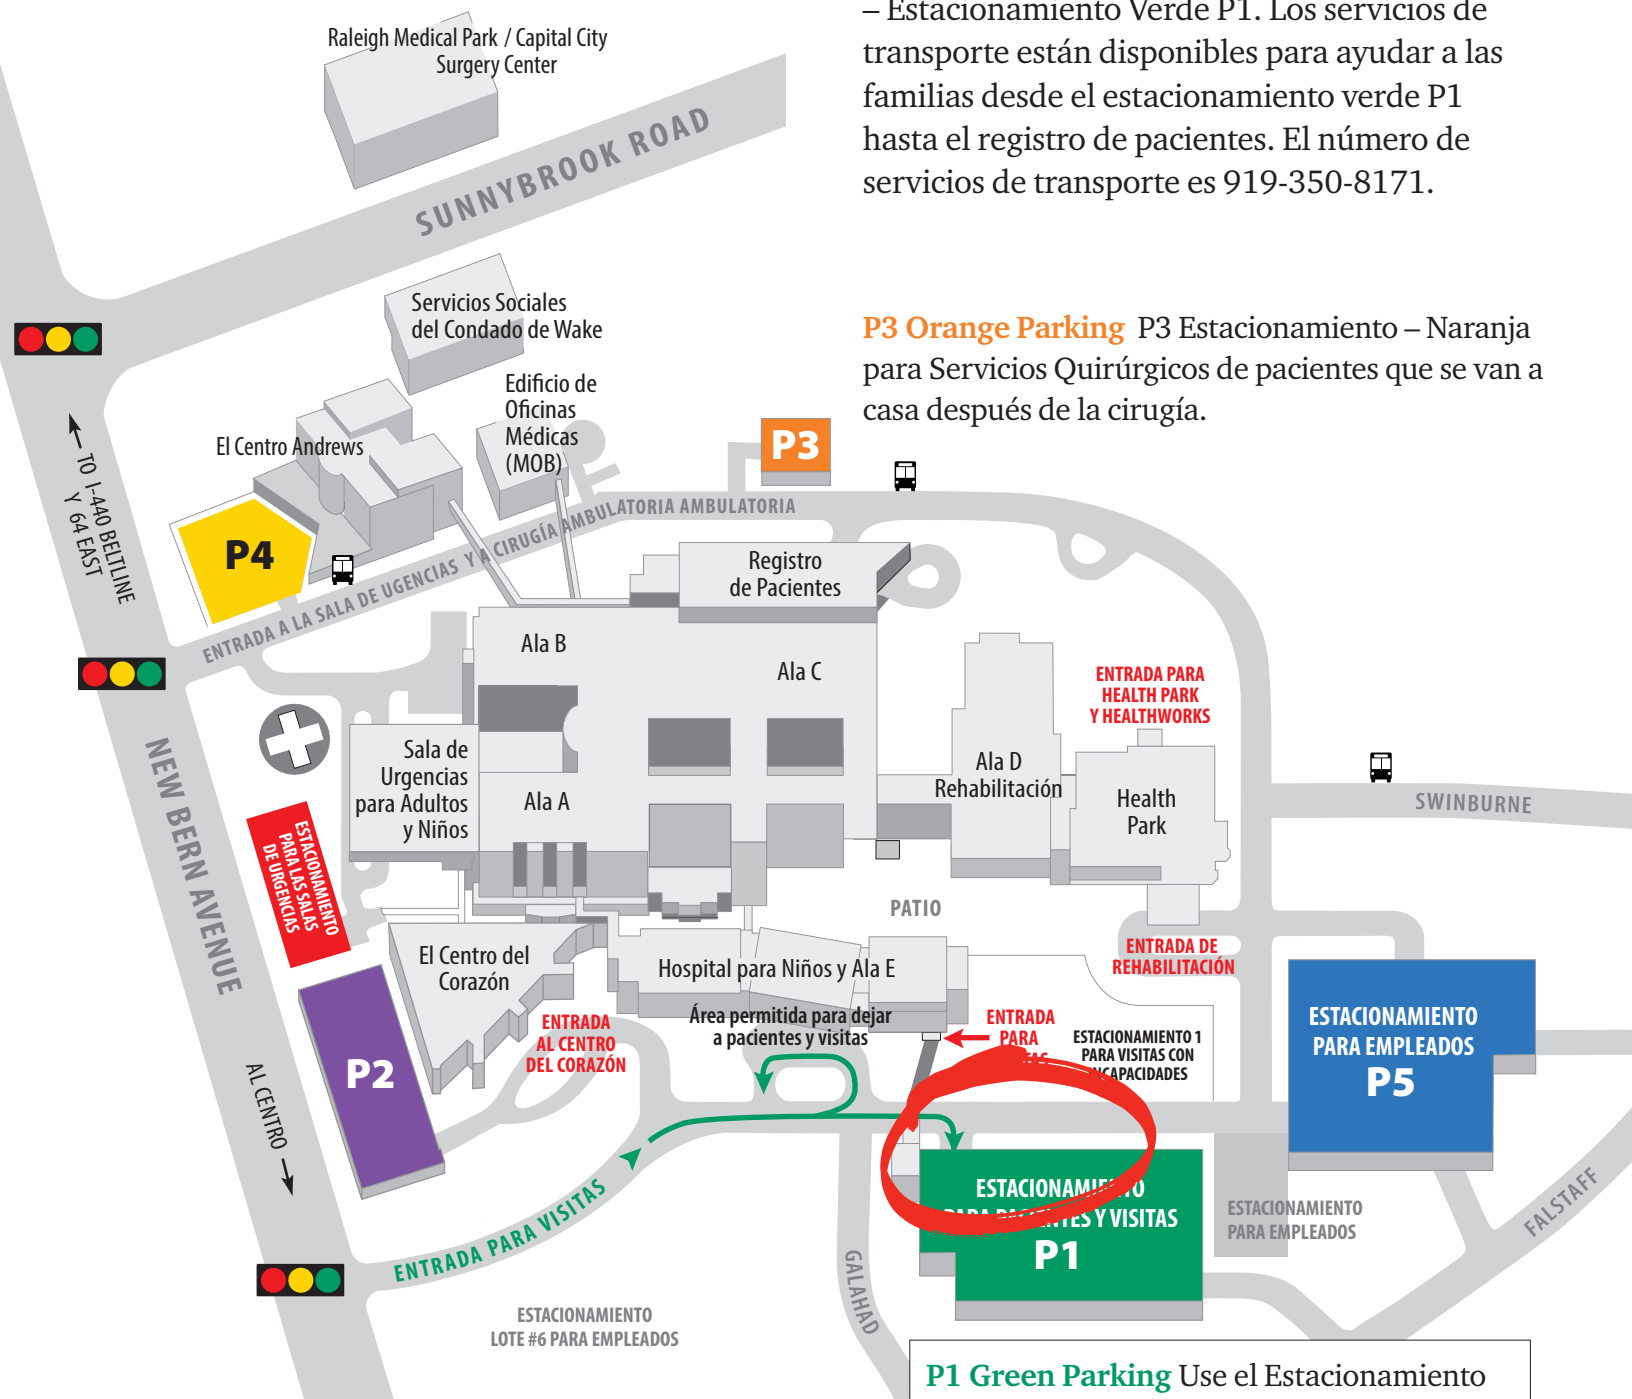 – Estacionamiento Verde P1. Los servicios de
transporte están disponibles para ayudar a las
familias desde el estacionamiento verde P1
hasta el registro de pacientes. El número de
servicios de transporte es 919-350-8171.
P3 Orange Parking P3 Estacionamiento – Naranja
para Servicios Quirúrgicos de pacientes que se van a
casa después de la cirugía.
Raleigh Medical Park / Capital City
Surgery Center
SUNNYBROOK ROAD
Servicios Sociales
del Condado de Wake
Edificio de
Oficinas
Médicas
(MOB)
El Centro Andrews
P3
P4
TO I-440 BELTLINE
Y 64 EAST
ENTRADA A LA SALA DE UGENCIAS Y A CIRUGÍA AMBULATORIA AMBULATORIA
Registro
de Pacientes
Ala B
Ala C
ENTRADA PARA
HEALTH PARK
Y HEALTHWORKS
Sala de
Urgencias
para Adultos
y Niños
Ala A
Ala D
Rehabilitación
Health
Park
SWINBURNE
NEW BERN AVENUE
ESTACIONAMIENTO
PARA LAS SALAS
DE URGENCIAS
PATIO
El Centro del
Corazón
Hospital para Niños y Ala E
ENTRADA DE
REHABILITACIÓN
Área permitida para dejar
a pacientes y visitas
ENTRADA
AL CENTRO
DEL CORAZÓN
ENTRADA
PARA
ESTACIONAMIENTO 1
PARA VISITAS CON
ESTACIONAMIENTO
PARA EMPLEADOS
P5
P2
AL CENTRO
ENTRADA PARA VISITAS
ESTACIONAMIENTO
PARA PACIENTES Y VISITAS
P1
ESTACIONAMIENTO
PARA EMPLEADOS
FALSTAFF
GALAHAD
ESTACIONAMIENTO
LOTE #6 PARA EMPLEADOS
P1 Green Parking Use el Estacionamiento